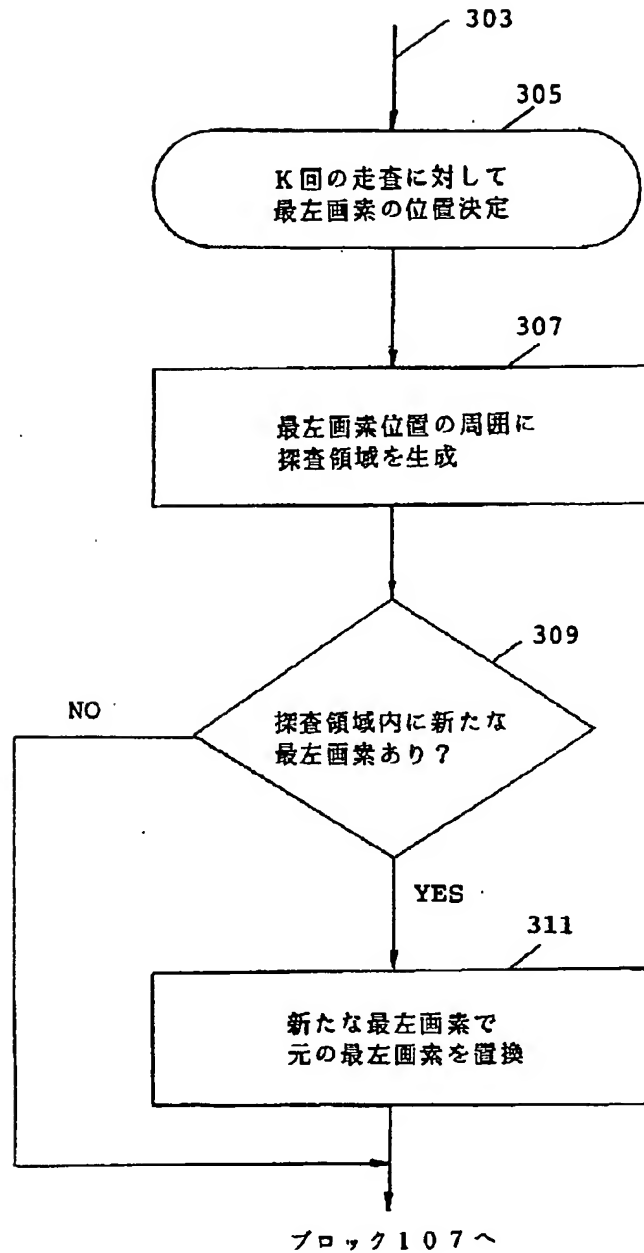 303
305
K回の走査に対して
最左画素の位置決定
307
最左画素位置の周囲に
探査領域を生成
309
NO
探査領域内に新たな
最左画素あり？
YES
311
新たな最左画素で
元の最左画素を置換
ブロック107へ